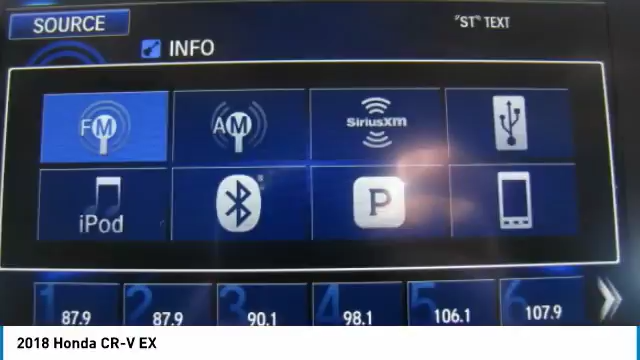 SOURCE
"ST" TEXT
INFO
FM
AM
SiriusXM
iPod
P
1 2 3 4 5 6
87.9 87.9 90.1 98.1 106.1 107.9
2018 Honda CR-V EX